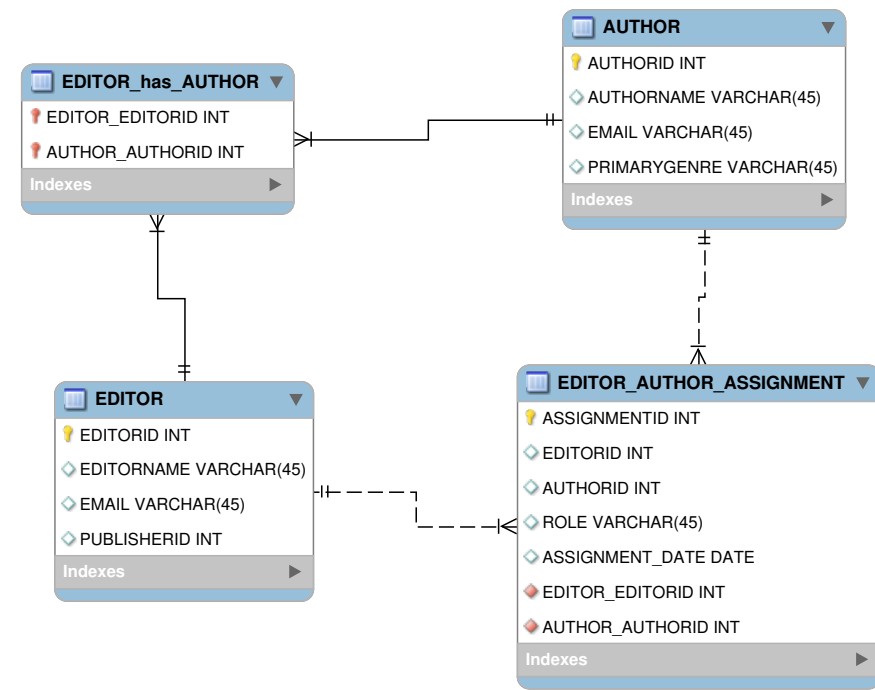 EDITOR_has_AUTHOR
EDITOR_EDITORID INT
AUTHOR_AUTHORID INT
Indexes
AUTHOR
AUTHORID INT
AUTHORNAME VARCHAR(45)
EMAIL VARCHAR(45)
PRIMARYGENRE VARCHAR(45)
Indexes
EDITOR
EDITORID INT
EDITORNAME VARCHAR(45)
EMAIL VARCHAR(45)
PUBLISHERID INT
Indexes
EDITOR_AUTHOR_ASSIGNMENT
ASSIGNMENTID INT
EDITORID INT
AUTHORID INT
ROLE VARCHAR(45)
ASSIGNMENT_DATE DATE
EDITOR_EDITORID INT
AUTHOR_AUTHORID INT
Indexes